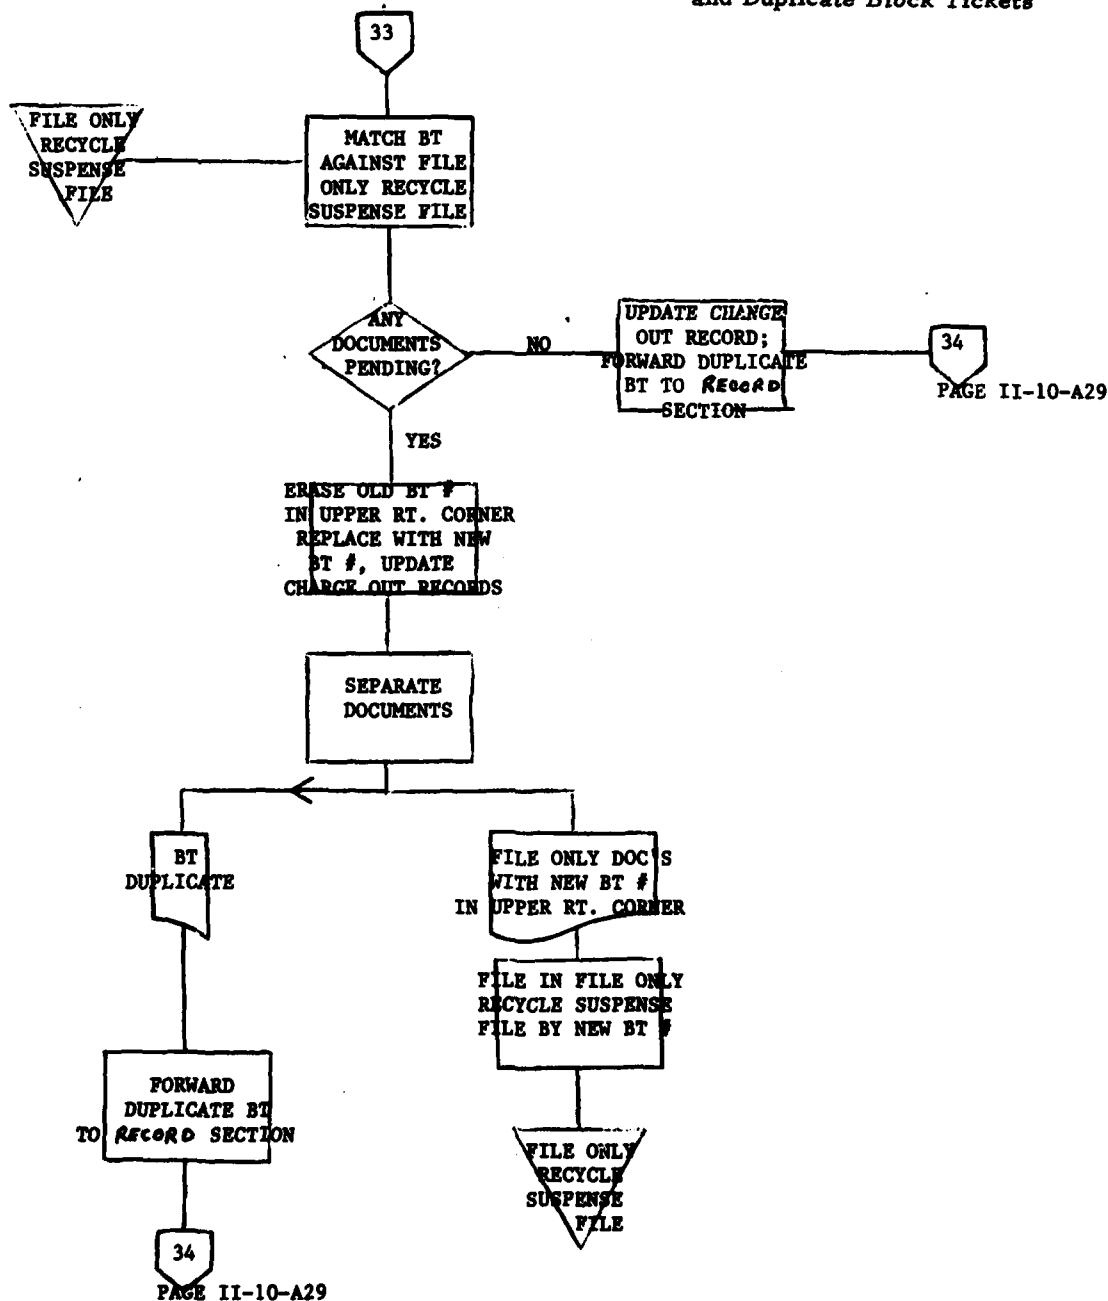 and Duplicate Block Tickets
33
FILE ONLY
RECYCLE
SUSPENSE
FILE
MATCH BT
AGAINST FILE
ONLY RECYCLE
SUSPENSE FILE
ANY
DOCUMENTS
PENDING?
NO
UPDATE CHANGE
OUT RECORD;
FORWARD DUPLICATE
BT TO RECORD
SECTION
34
PAGE II-10-A29
YES
ERASE OLD BT #
IN UPPER RT. CORNER
REPLACE WITH NEW
BT #, UPDATE
CHARGE OUT RECORDS
SEPARATE
DOCUMENTS
BT
DUPLICATE
FILE ONLY DOC'S
WITH NEW BT #
IN UPPER RT. CORNER
FILE IN FILE ONLY
RECYCLE SUSPENSE
FILE BY NEW BT #
FORWARD
DUPLICATE BT
TO RECORD SECTION
FILE ONLY
RECYCLE
SUSPENSE
FILE
34
PAGE II-10-A29